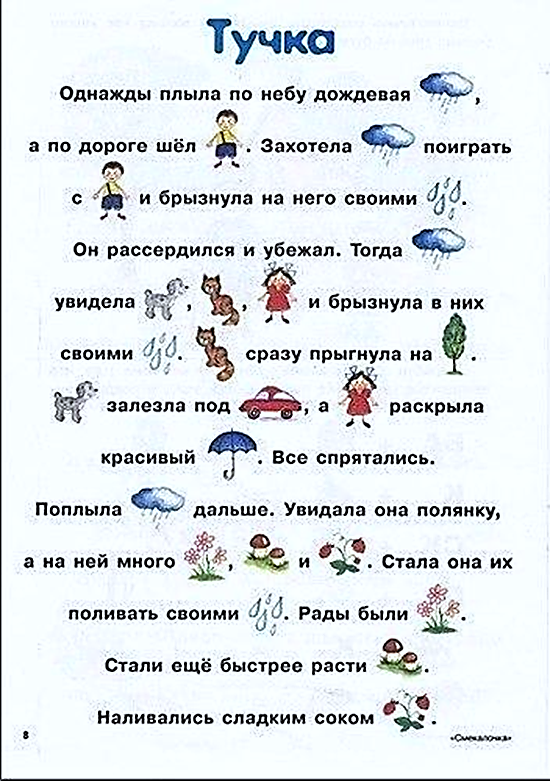 Тучка
Однажды плыла по небу дождевая ,
а по дороге шёл . Захотела поиграть
с и брызнула на него своими .
Он рассердился и убежал. Тогда
увидела , , и брызнула в них
своими . сразу прыгнула на .
залезла под , а раскрыла
красивый . Все спрятались.
Поплыла дальше. Увидала она полянку,
а на ней много , и . Стала она их
поливать своими . Рады были .
Стали ещё быстрее расти .
Наливались сладким соком .
8
«Смекалочка»